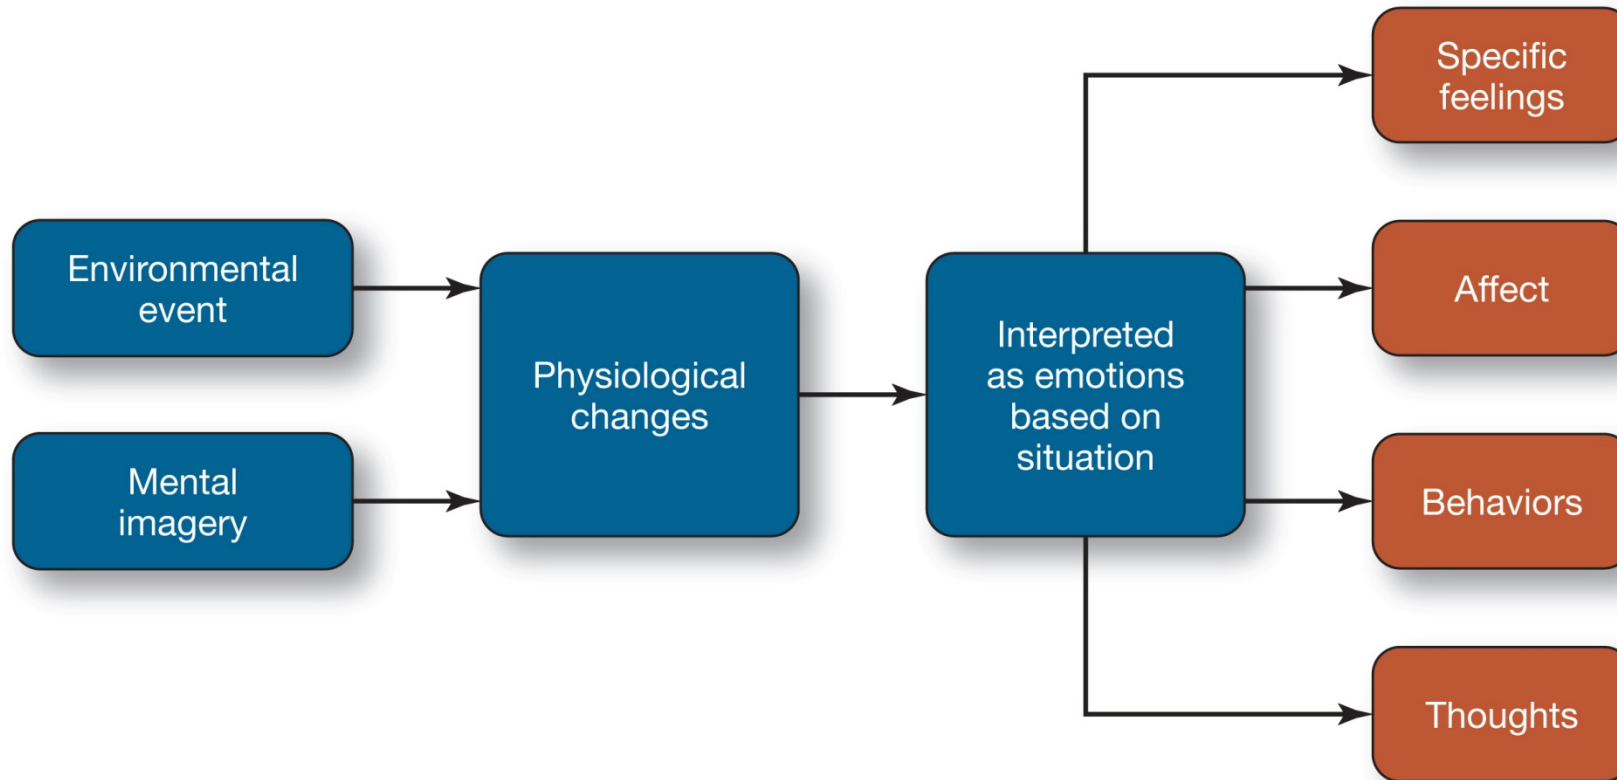 Environmental
event
Mental
imagery
Physiological
changes
Interpreted
as emotions
based on
situation
Specific
feelings
Affect
Behaviors
Thoughts